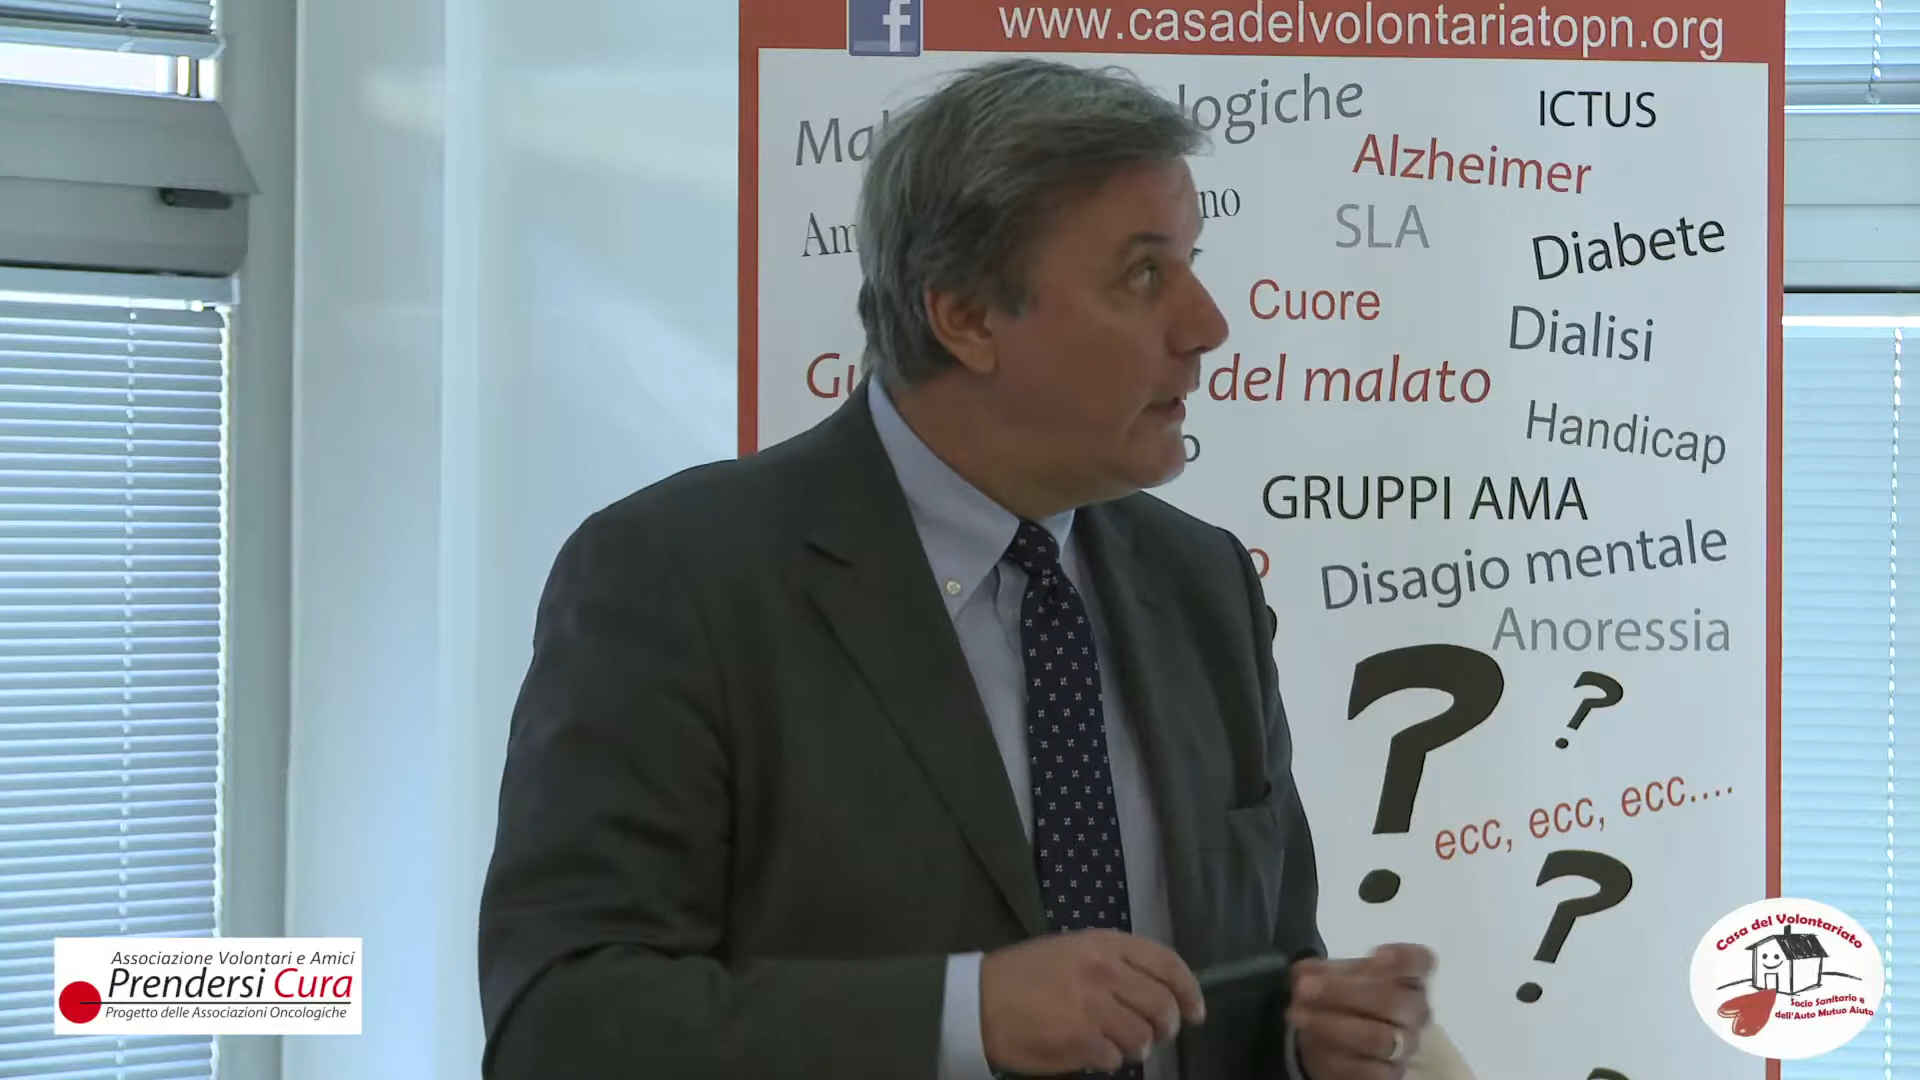 www.casadelvolontariatopn.org
ICTUS
Alzheimer
SLA
Diabete
Cuore
Dialisi
del malato
Handicap
GRUPPI AMA
Disagio mentale
Anoressia
? ?
ecc, ecc, ecc....
?
Associazione Volontari e Amici
Prendersi Cura
Progetto delle Associazioni Oncologiche
Casa del Volontariato
Socio Sanitario e
dell'Auto Mutuo Aiuto